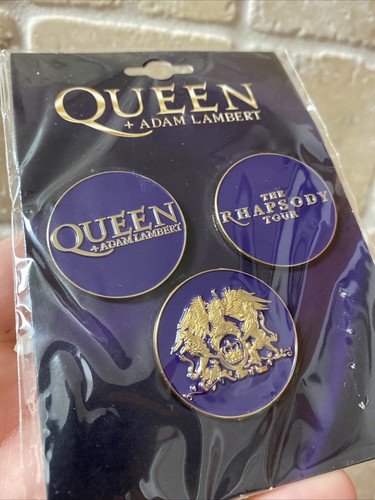 QUEEN
+ ADAM LAMBERT
QUEEN
+ ADAM LAMBERT
THE
RHAPSODY
TOUR